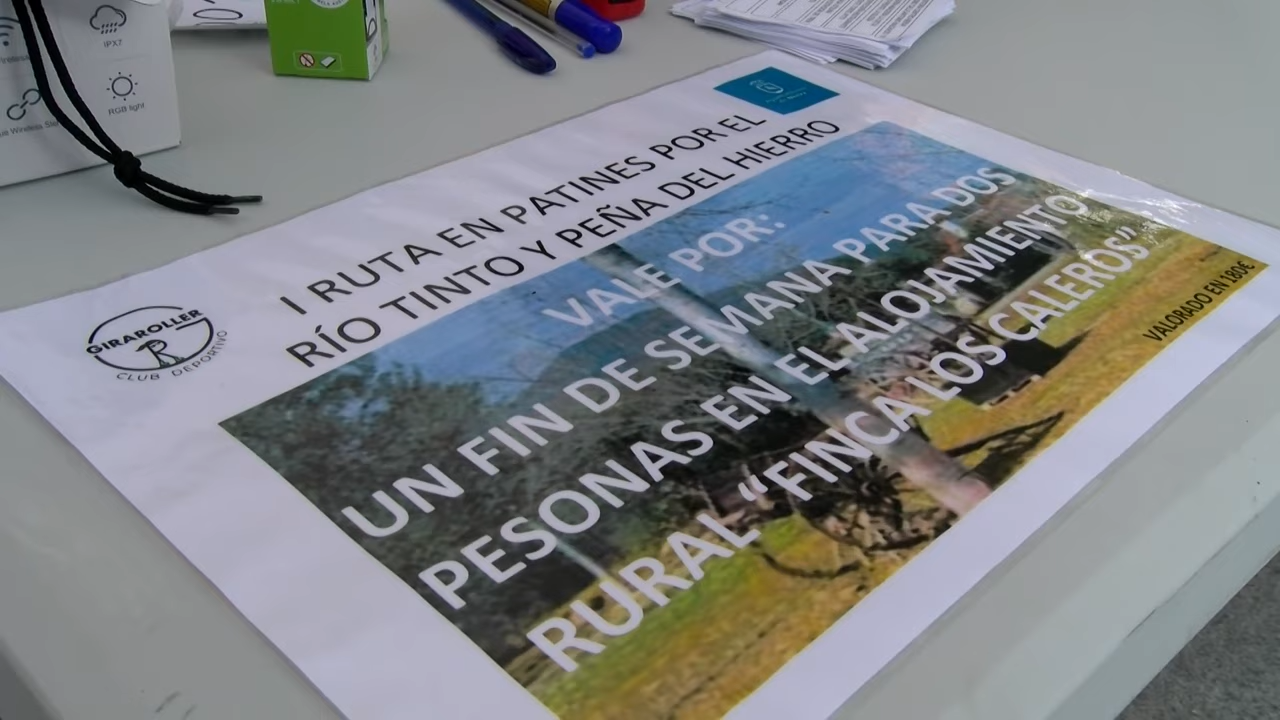 IPX7
RGB light
I RUTA EN PATINES POR EL
RÍO TINTO Y PEÑA DEL HIERRO
GIRAROLLER
CLUB DEPORTIVO
VALE POR:
UN FIN DE SEMANA PARA DOS
PESONAS EN EL ALOJAMIENTO
RURAL “FINCA LOS CALEROS”
VALORADO EN 180€